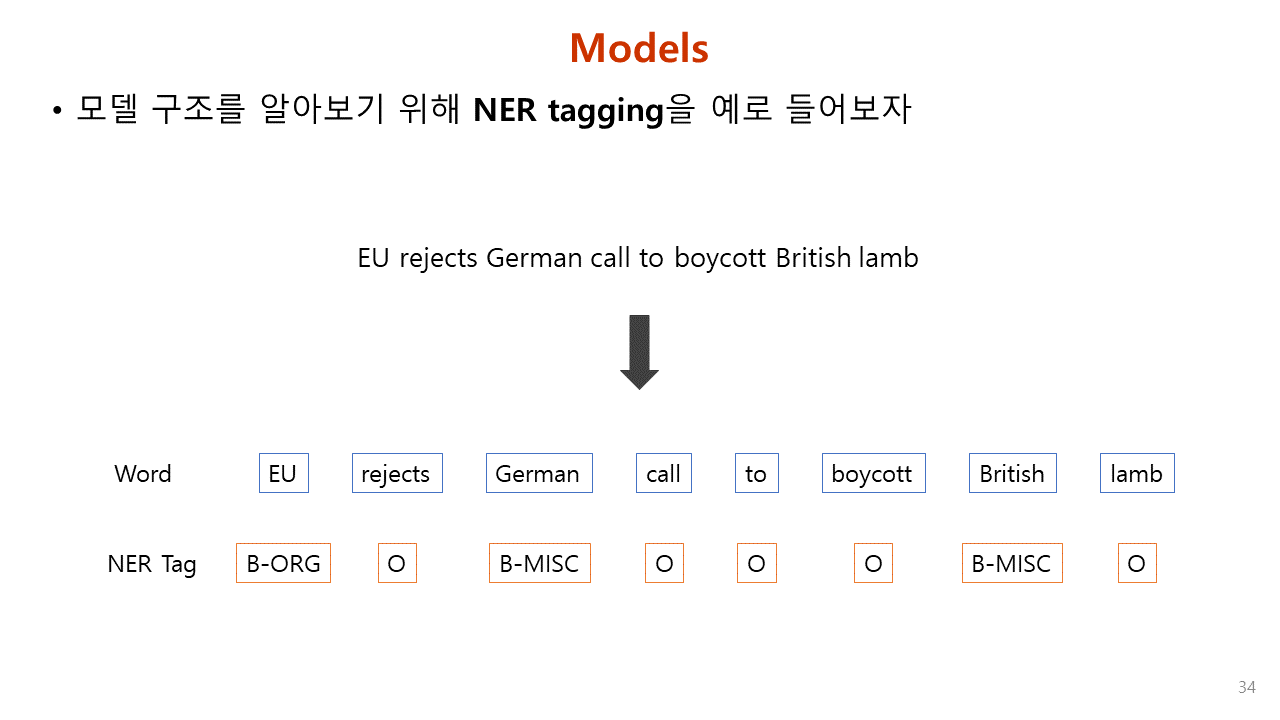 Models
• 모델 구조를 알아보기 위해 NER tagging을 예로 들어보자
EU rejects German call to boycott British lamb
Word EU rejects German call to boycott British lamb
NER Tag B-ORG O B-MISC O O O B-MISC O
34